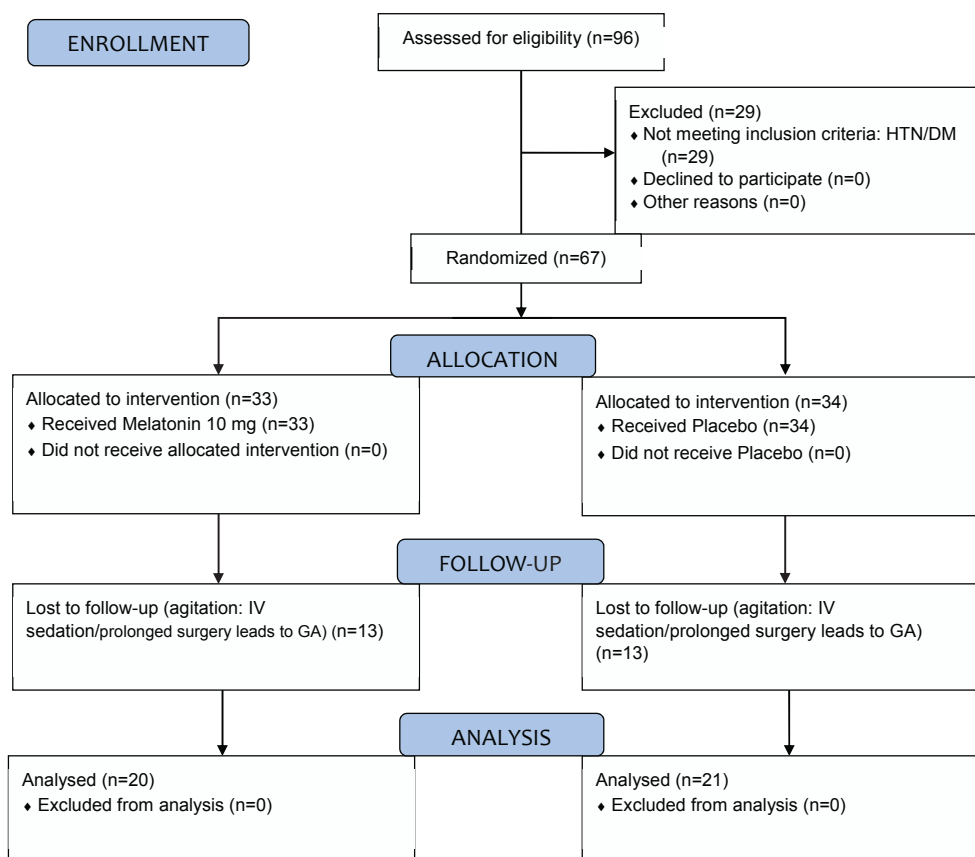 ENROLLMENT
Assessed for eligibility (n=96)
Excluded (n=29)
♦ Not meeting inclusion criteria: HTN/DM
(n=29)
♦ Declined to participate (n=0)
♦ Other reasons (n=0)
Randomized (n=67)
ALLOCATION
Allocated to intervention (n=33)
♦ Received Melatonin 10 mg (n=33)
♦ Did not receive allocated intervention (n=0)
Allocated to intervention (n=34)
♦ Received Placebo (n=34)
♦ Did not receive Placebo (n=0)
FOLLOW-UP
Lost to follow-up (agitation: IV
sedation/prolonged surgery leads to GA) (n=13)
Lost to follow-up (agitation: IV
sedation/prolonged surgery leads to GA)
(n=13)
ANALYSIS
Analysed (n=20)
♦ Excluded from analysis (n=0)
Analysed (n=21)
♦ Excluded from analysis (n=0)